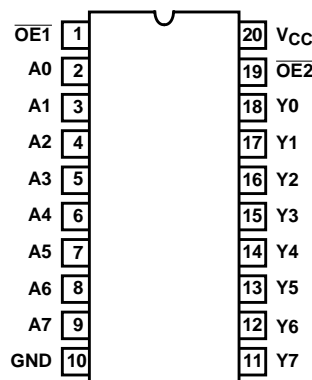 O̅E̅1̅ 1 20 VCC
A0 2 19 O̅E̅2̅
A1 3 18 Y0
A2 4 17 Y1
A3 5 16 Y2
A4 6 15 Y3
A5 7 14 Y4
A6 8 13 Y5
A7 9 12 Y6
GND 10 11 Y7